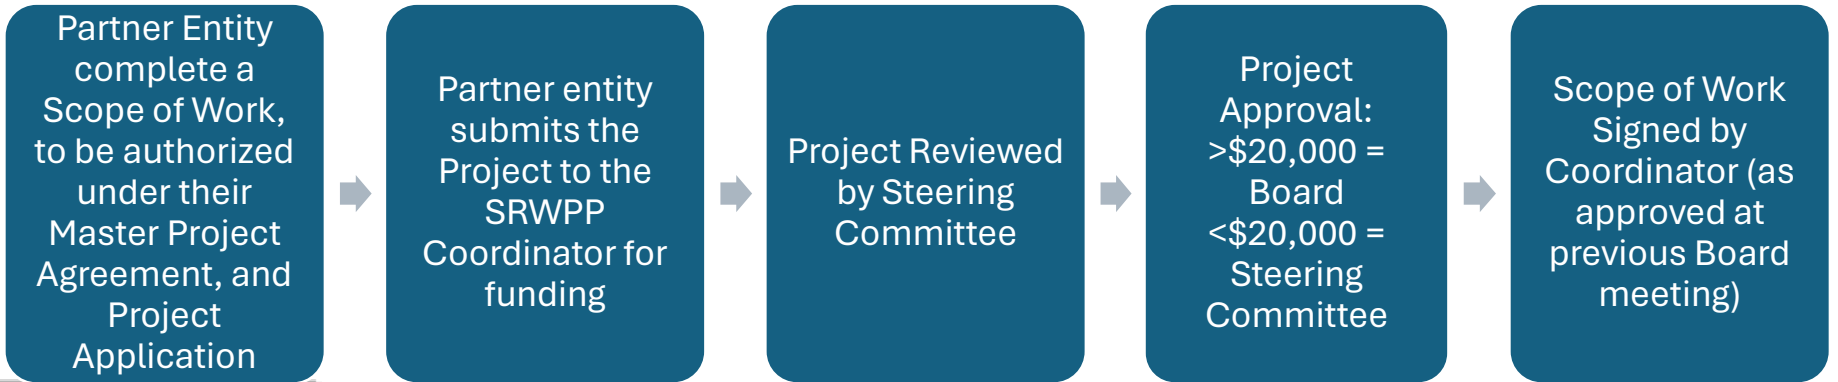 Partner Entity
complete a
Scope of Work,
to be authorized
under their
Master Project
Agreement, and
Project
Application
Partner entity
submits the
Project to the
SRWPP
Coordinator for
funding
Project Reviewed
by Steering
Committee
Project
Approval:
>$20,000 =
Board
<$20,000 =
Steering
Committee
Scope of Work
Signed by
Coordinator (as
approved at
previous Board
meeting)